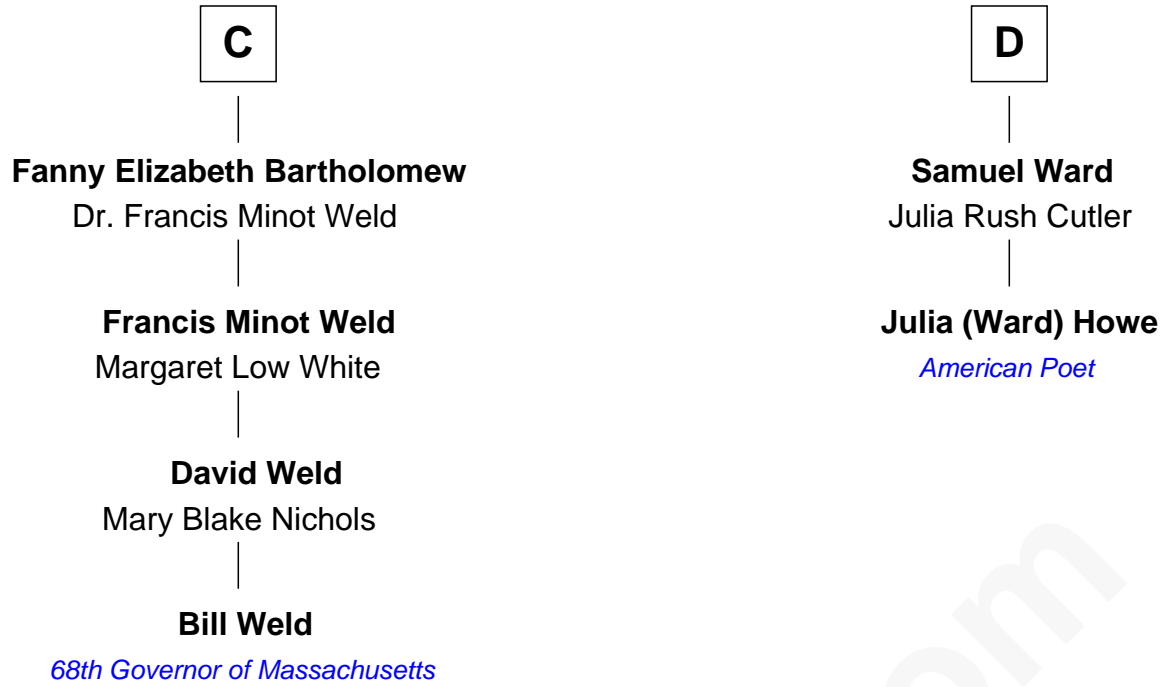 C
Fanny Elizabeth Bartholomew
Dr. Francis Minot Weld
Francis Minot Weld
Margaret Low White
David Weld
Mary Blake Nichols
Bill Weld
68th Governor of Massachusetts
D
Samuel Ward
Julia Rush Cutler
Julia (Ward) Howe
American Poet
om